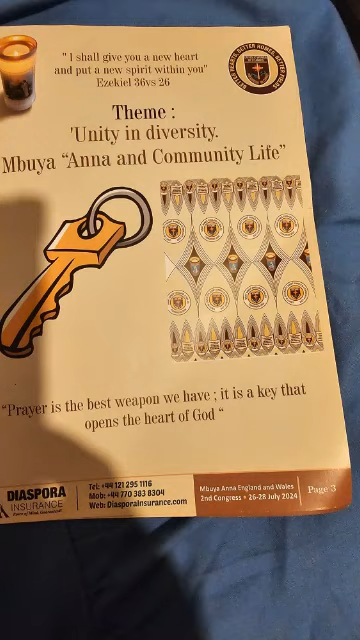 " I shall give you a new heart
and put a new spirit within you"
Ezekiel 36vs 26
Theme :
'Unity in diversity.
Mbuya “Anna and Community Life”
“Prayer is the best weapon we have ; it is a key that
opens the heart of God “
DIASPORA
INSURANCE
Tel: +44 121 295 1116
Mob: +44 770 383 8304
Web: DiasporaInsurance.com
Mbuya Anna England and Wales
2nd Congress • 26-28 July 2024
Page 3